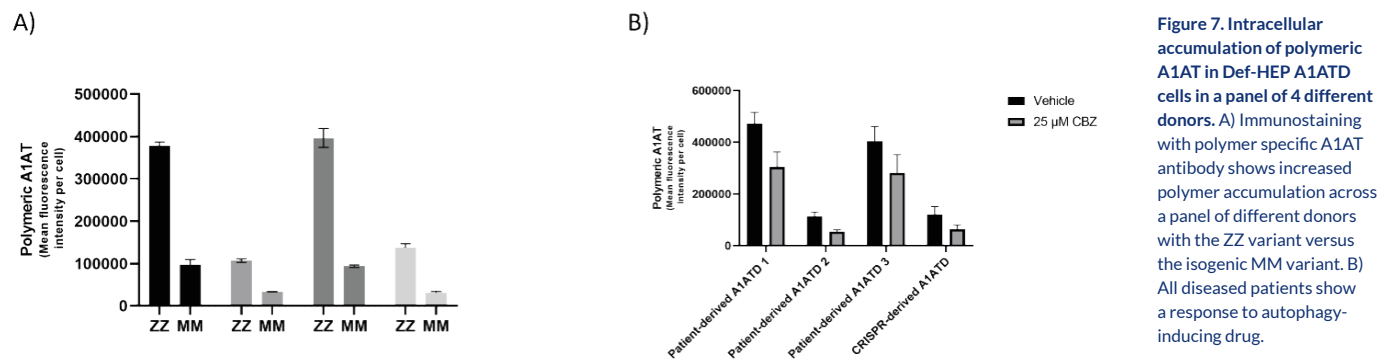 A)
500000
400000
300000
200000
100000
0
Polymeric A1AT
(Mean fluorescence
intensity per cell)
ZZ MM ZZ MM ZZ MM ZZ MM
B)
600000
400000
200000
0
Polymeric A1AT
(Mean fluorescence
intensity per cell)
Vehicle
25 µM CBZ
Patient-derived A1ATD 1
Patient-derived A1ATD 2
Patient-derived A1ATD 3
CRISPR-derived A1ATD
Figure 7. Intracellular
accumulation of polymeric
A1AT in Def-HEP A1ATD
cells in a panel of 4 different
donors. A) Immunostaining
with polymer specific A1AT
antibody shows increased
polymer accumulation across
a panel of different donors
with the ZZ variant versus
the isogenic MM variant. B)
All diseased patients show
a response to autophagy-
inducing drug.